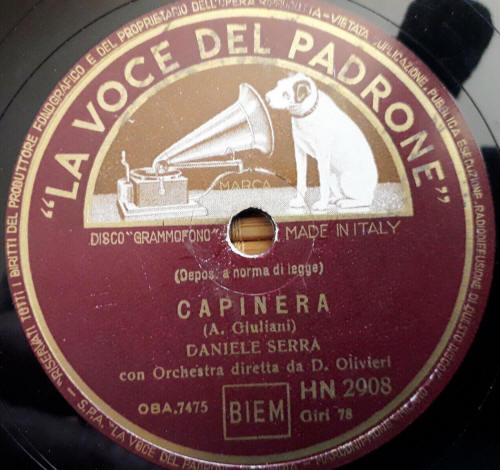 "RISERVATI TUTTI I DIRITTI DEL PRODUTTORE FONOGRAFICO E DEL PROPRIETARIO DELL'OPERA - VIETATA PUBBLICA ESECUZIONE, RADIODIFFUSIONE DI QUESTO DISCO
"LA VOCE DEL PADRONE"
MARCA
DISCO "GRAMMOFONO" MADE IN ITALY
(Depos. a norma di legge)
CAPINERA
(A. Giuliani)
DANIELE SERRA
con Orchestra diretta da D. Olivieri
OBA.7475
BIEM
HN 2908
Giri 78
S.P.A. "LA VOCE DEL PADRONE